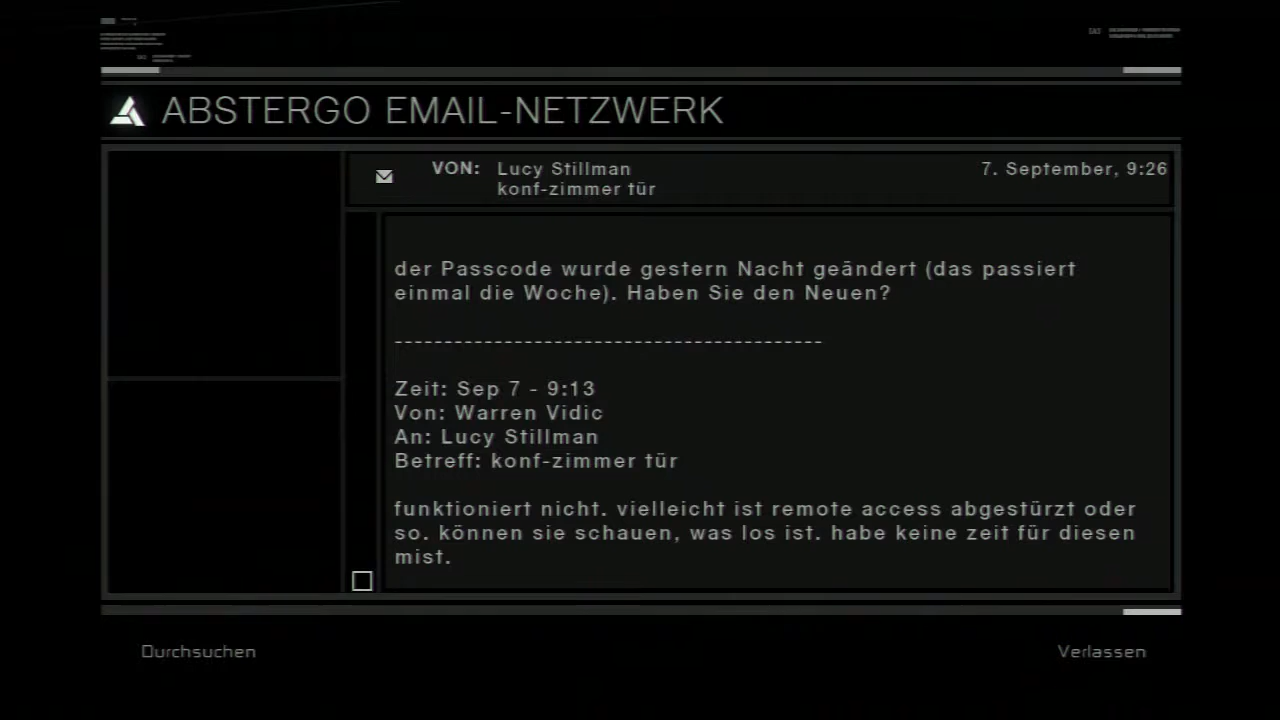 ABSTERGO EMAIL-NETZWERK
VON: Lucy Stillman 7. September, 9:26
konf-zimmer tür
der Passcode wurde gestern Nacht geändert (das passiert
einmal die Woche). Haben Sie den Neuen?
-------------------------------------------
Zeit: Sep 7 - 9:13
Von: Warren Vidic
An: Lucy Stillman
Betreff: konf-zimmer tür
funktioniert nicht. vielleicht ist remote access abgestürzt oder
so. können sie schauen, was los ist. habe keine zeit für diesen
mist.
Durchsuchen Verlassen